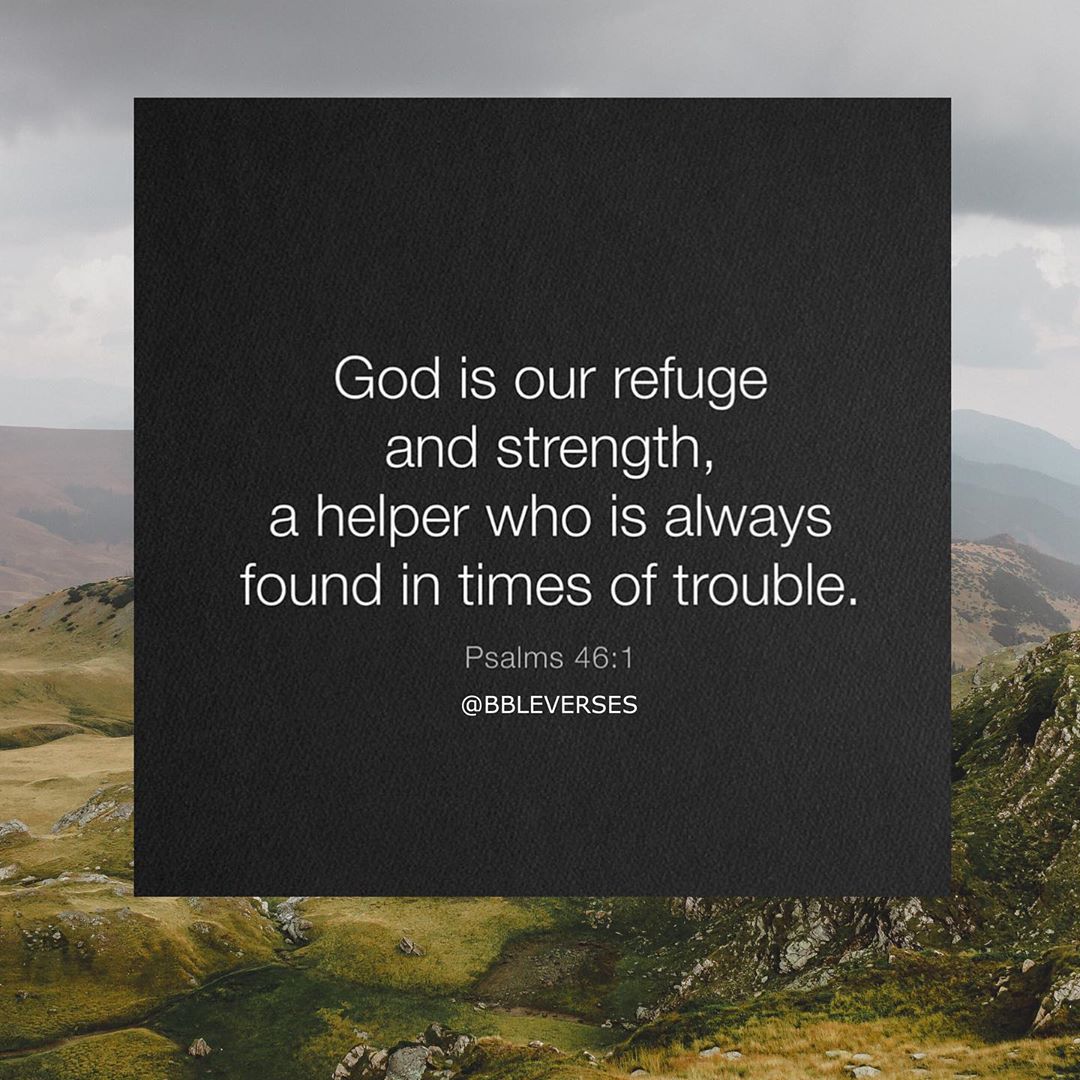 God is our refuge
and strength,
a helper who is always
found in times of trouble.
Psalms 46:1
@BBLEVERSES